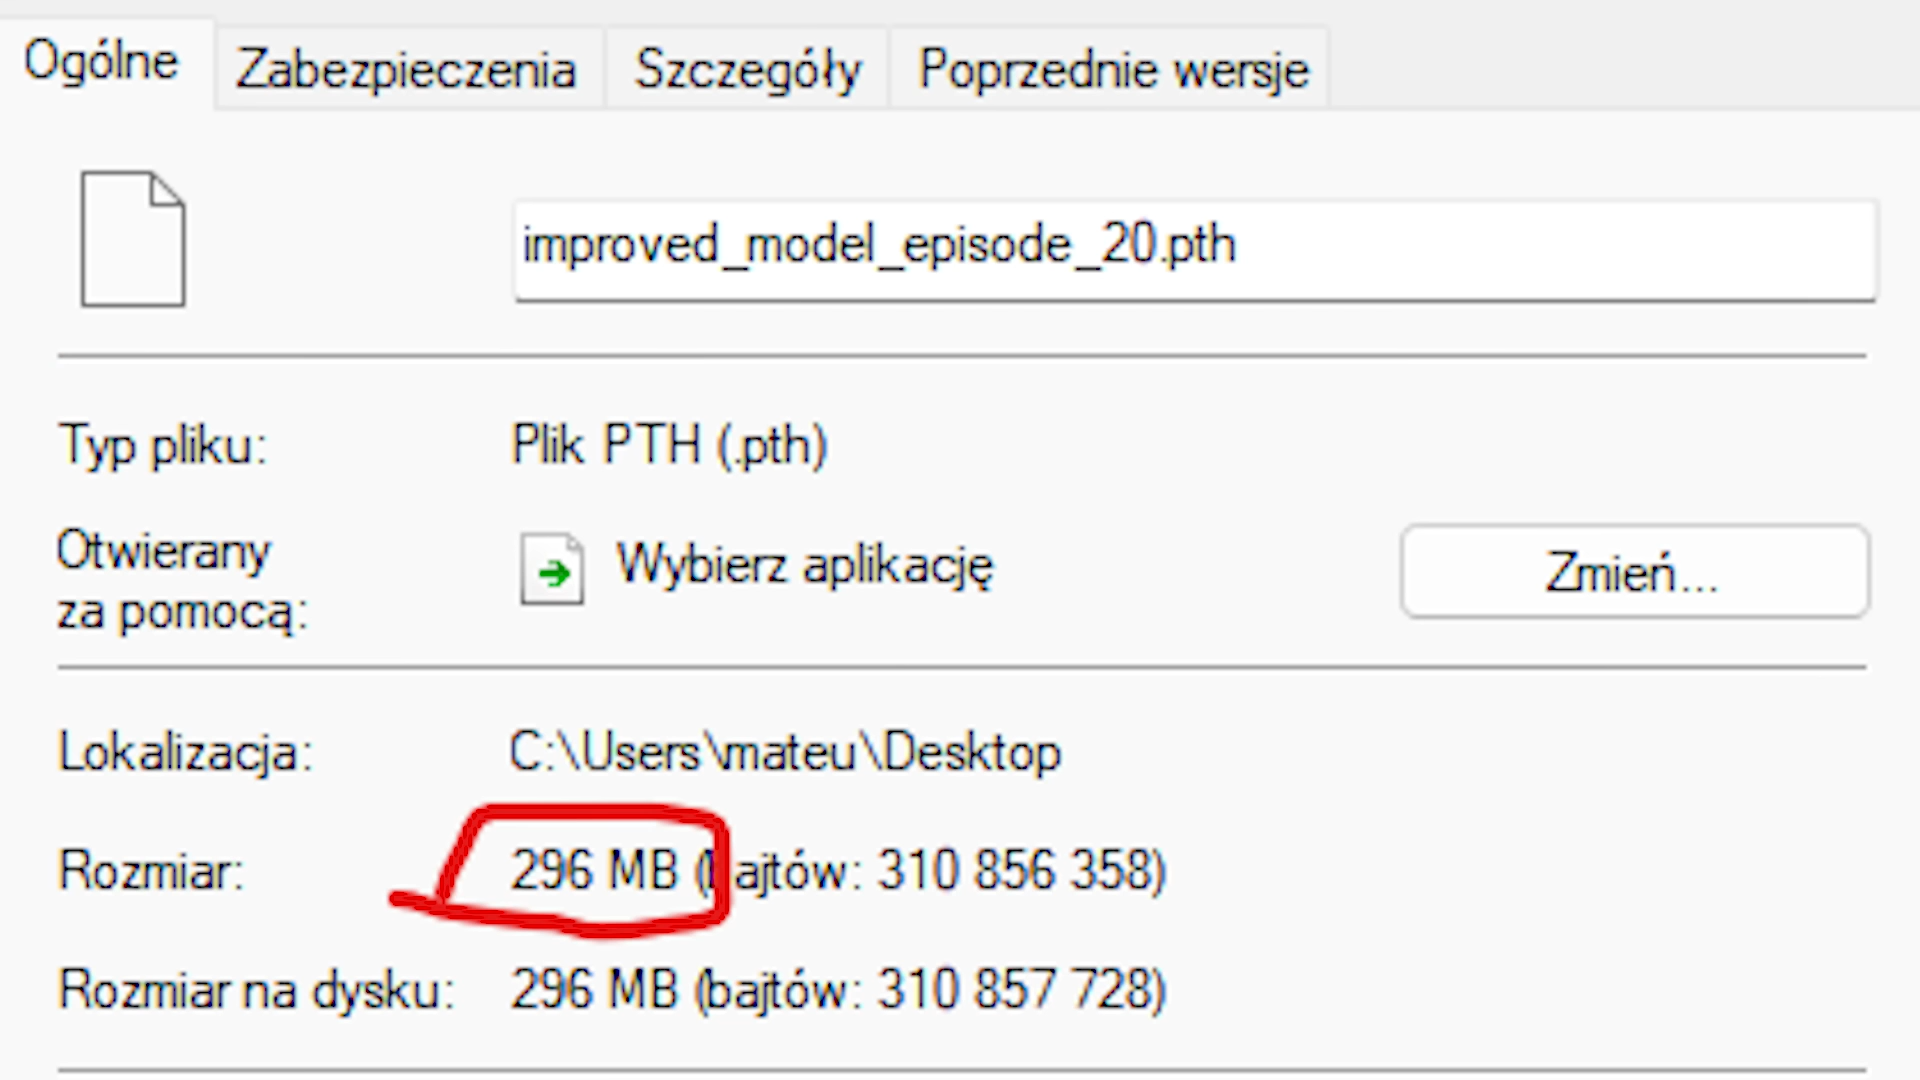 Ogólne Zabezpieczenia Szczegóły Poprzednie wersje
improved_model_episode_20.pth
Typ pliku: Plik PTH (.pth)
Otwierany
za pomocą: Wybierz aplikację Zmień...
Lokalizacja: C:\Users\mateu\Desktop
Rozmiar: 296 MB (bajtów: 310 856 358)
Rozmiar na dysku: 296 MB (bajtów: 310 857 728)